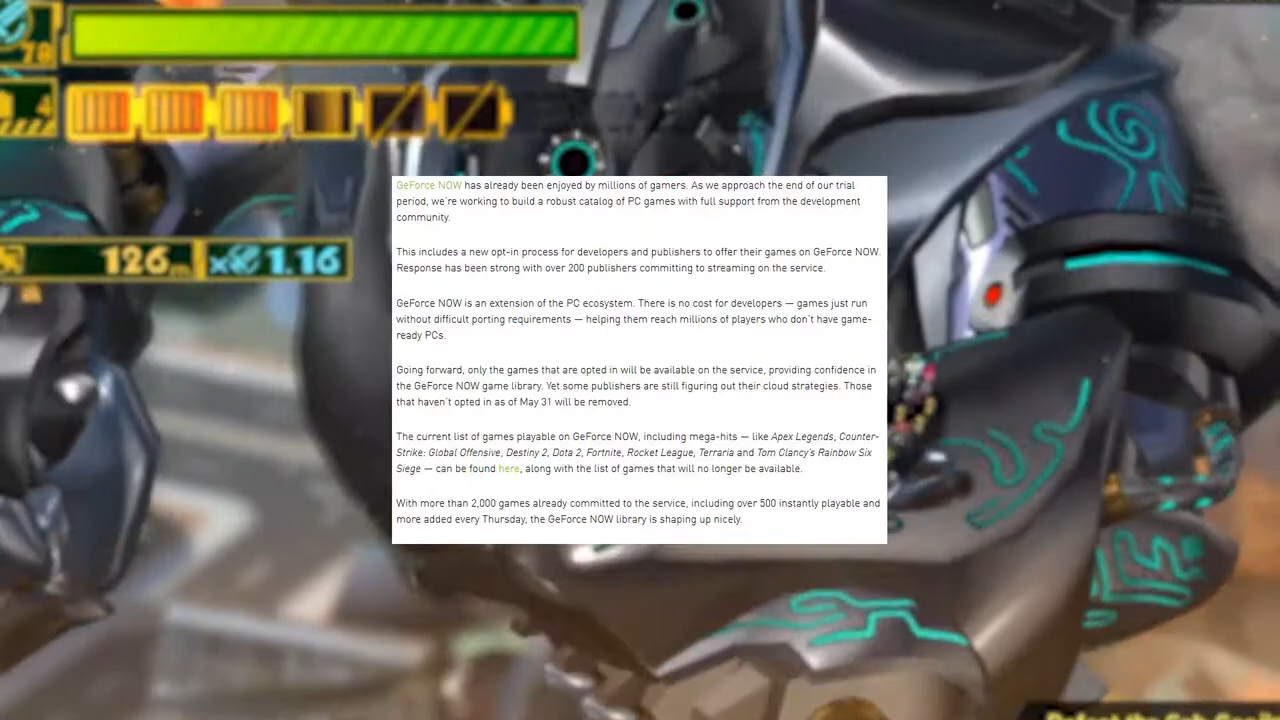 78
4
126m
x 1.16
GeForce NOW has already been enjoyed by millions of gamers. As we approach the end of our trial
period, we're working to build a robust catalog of PC games with full support from the development
community.
This includes a new opt-in process for developers and publishers to offer their games on GeForce NOW.
Response has been strong with over 200 publishers committing to streaming on the service.
GeForce NOW is an extension of the PC ecosystem. There is no cost for developers — games just run
without difficult porting requirements — helping them reach millions of players who don't have game-
ready PCs.
Going forward, only the games that are opted in will be available on the service, providing confidence in
the GeForce NOW game library. Yet some publishers are still figuring out their cloud strategies. Those
that haven't opted in as of May 31 will be removed.
The current list of games playable on GeForce NOW, including mega-hits — like Apex Legends, Counter-
Strike: Global Offensive, Destiny 2, Dota 2, Fortnite, Rocket League, Terraria and Tom Clancy's Rainbow Six
Siege — can be found here, along with the list of games that will no longer be available.
With more than 2,000 games already committed to the service, including over 500 instantly playable and
more added every Thursday, the GeForce NOW library is shaping up nicely.